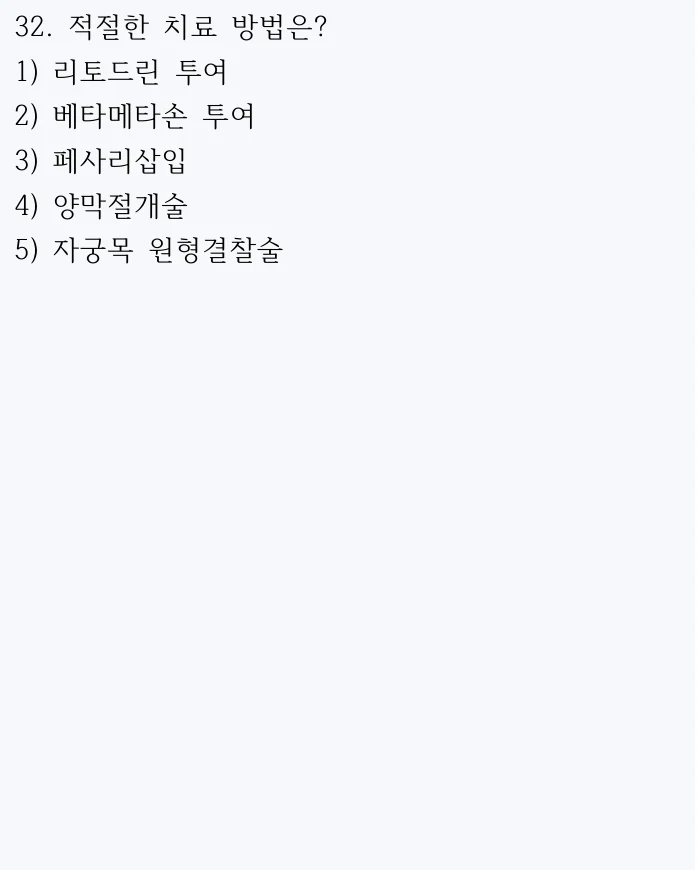 32. 적절한 치료 방법은?
1) 리토드린 투여
2) 베타메타손 투여
3) 페사리삽입
4) 양막절개술
5) 자궁목 원형결찰술